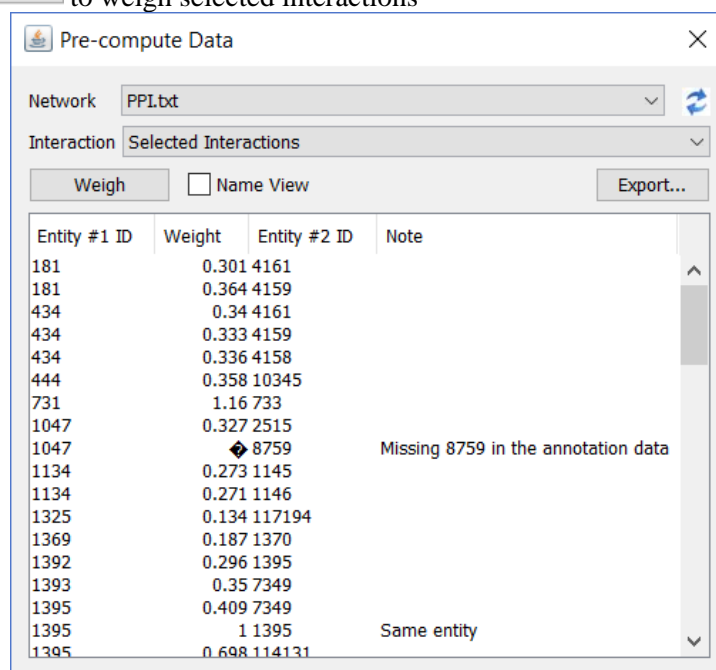 to weigh selected interactions
Pre-compute Data
Network PPI.txt
Interaction Selected Interactions
Weigh Name View Export...
Entity #1 ID Weight Entity #2 ID Note
181 0.301 4161
181 0.364 4159
434 0.34 4161
434 0.333 4159
434 0.336 4158
444 0.358 10345
731 1.16 733
1047 0.327 2515
1047 � 8759 Missing 8759 in the annotation data
1134 0.273 1145
1134 0.271 1146
1325 0.134 117194
1369 0.187 1370
1392 0.296 1395
1393 0.35 7349
1395 0.409 7349
1395 1 1395 Same entity
1395 0.698 114131